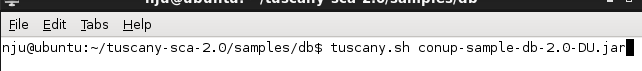 nju@ubuntu: ~/tuscany-sca-2.0/samples/db
File Edit Tabs Help
nju@ubuntu:~/tuscany-sca-2.0/samples/db$ tuscany.sh conup-sample-db-2.0-DU.jar